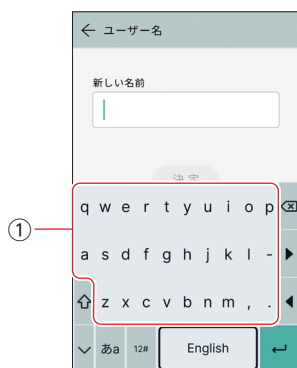 ← ユーザー名
新しい名前
決定
①
q w e r t y u i o p
a s d f g h j k l -
z x c v b n m , .
あa 12# English